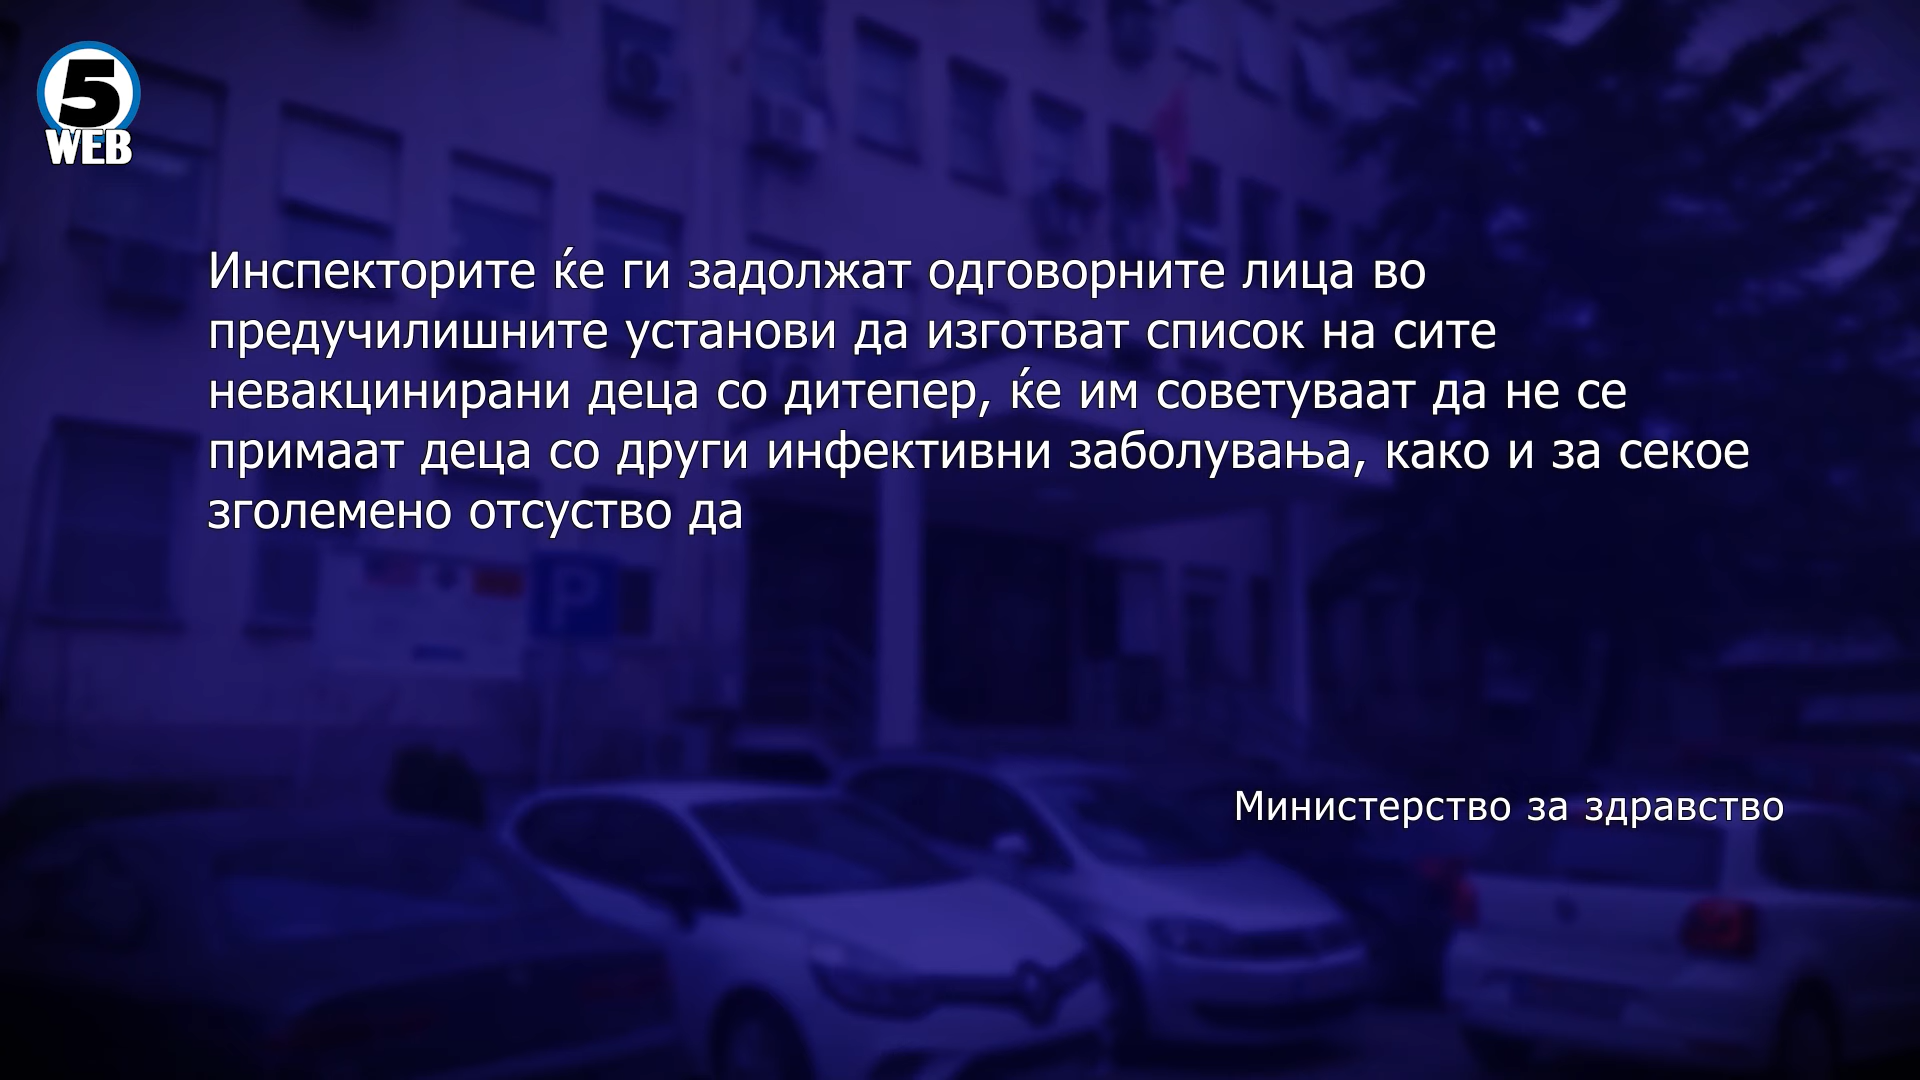 5
WEB
Инспекторите ќе ги задолжат одговорните лица во
предучилишните установи да изготват список на сите
невакцинирани деца со дитепер, ќе им советуваат да не се
примаат деца со други инфективни заболувања, како и за секое
зголемено отсуство да
P
Министерство за здравство